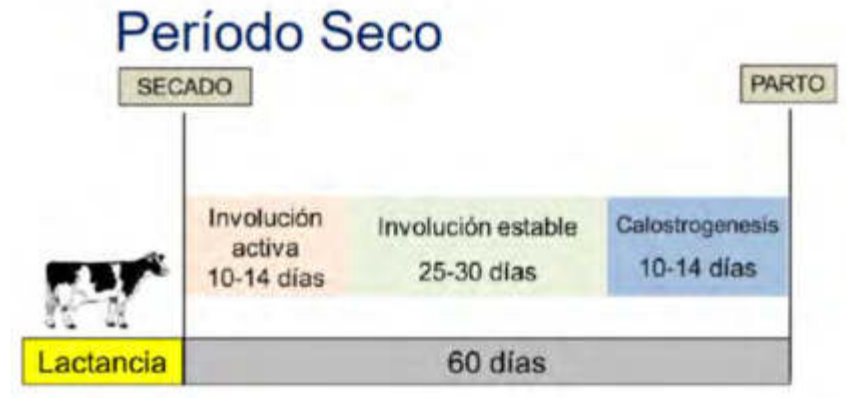 Período Seco
SECADO
PARTO
Involución
activa
10-14 días
Involución estable
25-30 días
Calostrogenesis
10-14 días
Lactancia
60 días